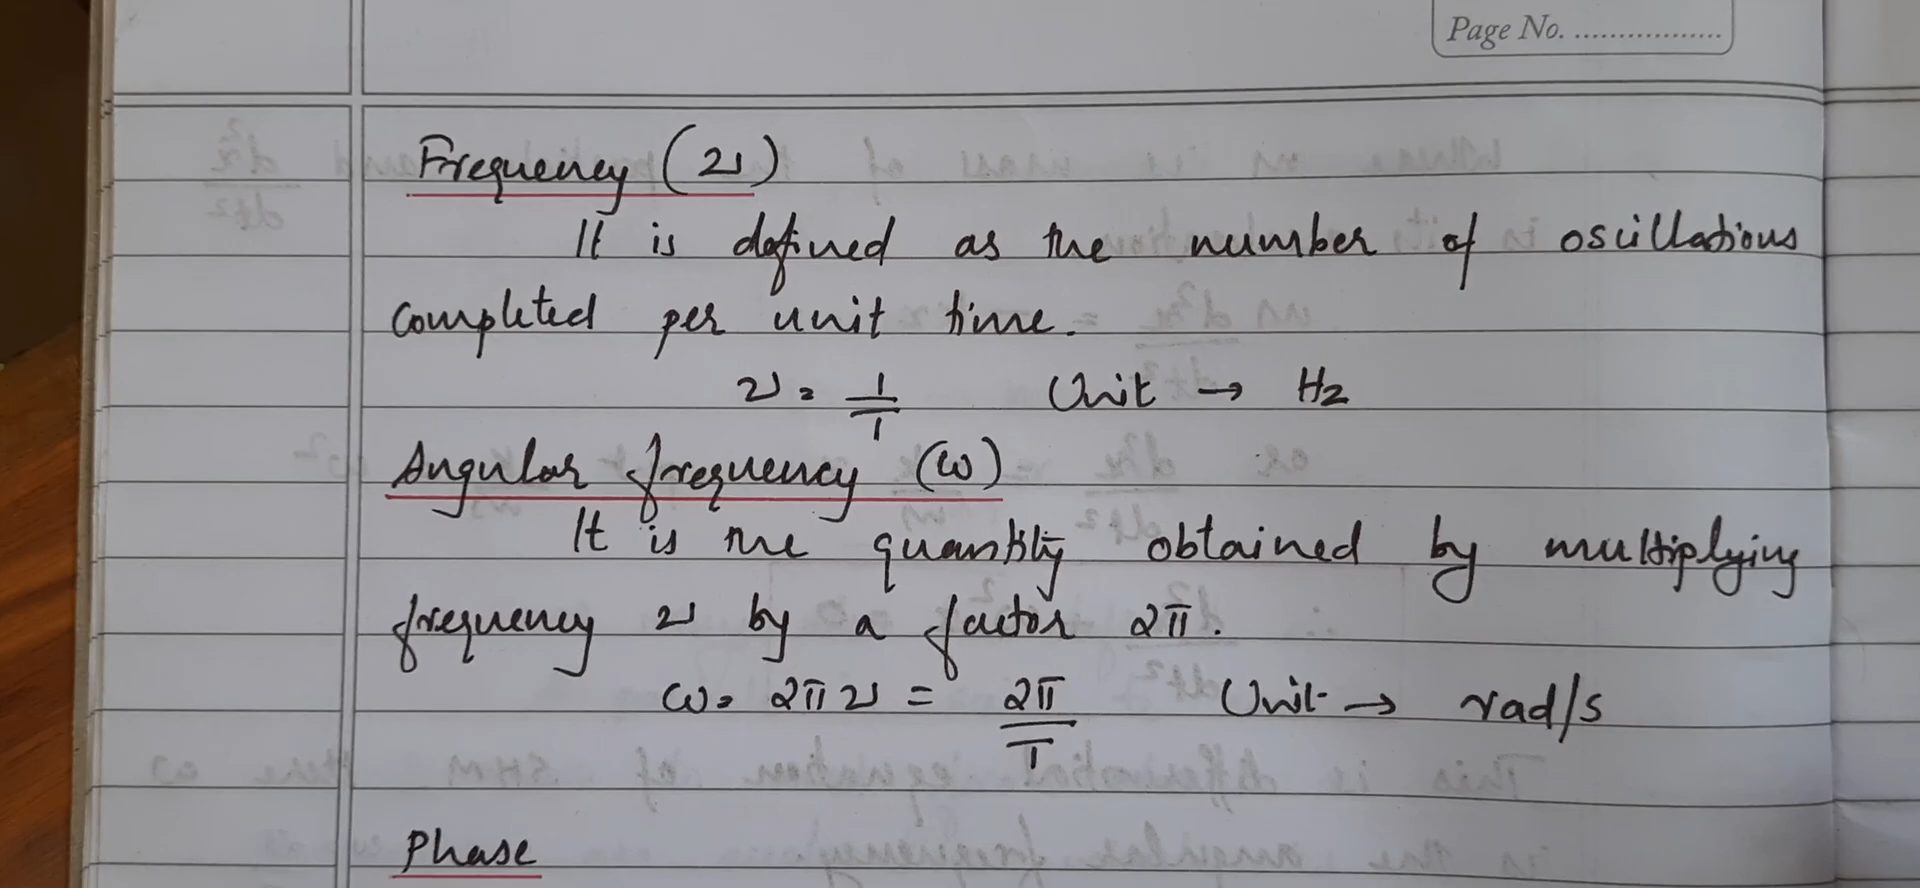 Page No. ..................
Frequency (ν)
It is defined as the number of oscillations
completed per unit time.
ν = 1/T Unit → Hz
Angular frequency (ω)
It is the quantity obtained by multiplying
frequency ν by a factor 2π.
ω = 2πν = 2π/T Unit → rad/s
Phase